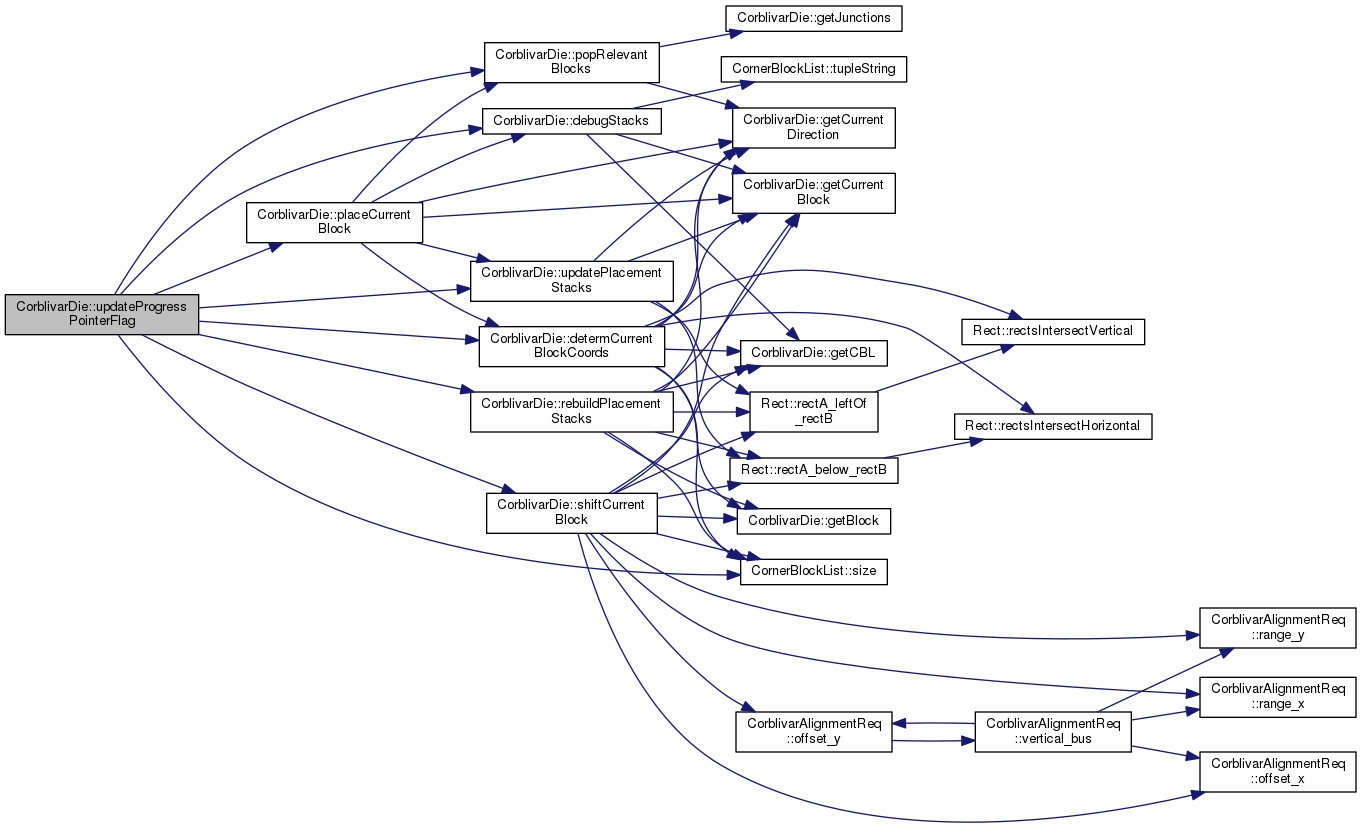 CorblivarDie::getJunctions
CorblivarDie::popRelevant
Blocks
CornerBlockList::tupleString
CorblivarDie::debugStacks
CorblivarDie::getCurrent
Direction
CorblivarDie::getCurrent
Block
CorblivarDie::placeCurrent
Block
CorblivarDie::updatePlacement
Stacks
CorblivarDie::updateProgress
PointerFlag
Rect::rectsIntersectVertical
CorblivarDie::determCurrent
BlockCoords
CorblivarDie::getCBL
CorblivarDie::rebuildPlacement
Stacks
Rect::rectA_leftOf
_rectB
Rect::rectsIntersectHorizontal
Rect::rectA_below_rectB
CorblivarDie::shiftCurrent
Block
CorblivarDie::getBlock
CornerBlockList::size
CorblivarAlignmentReq
::range_y
CorblivarAlignmentReq
::range_x
CorblivarAlignmentReq
::offset_y
CorblivarAlignmentReq
::vertical_bus
CorblivarAlignmentReq
::offset_x